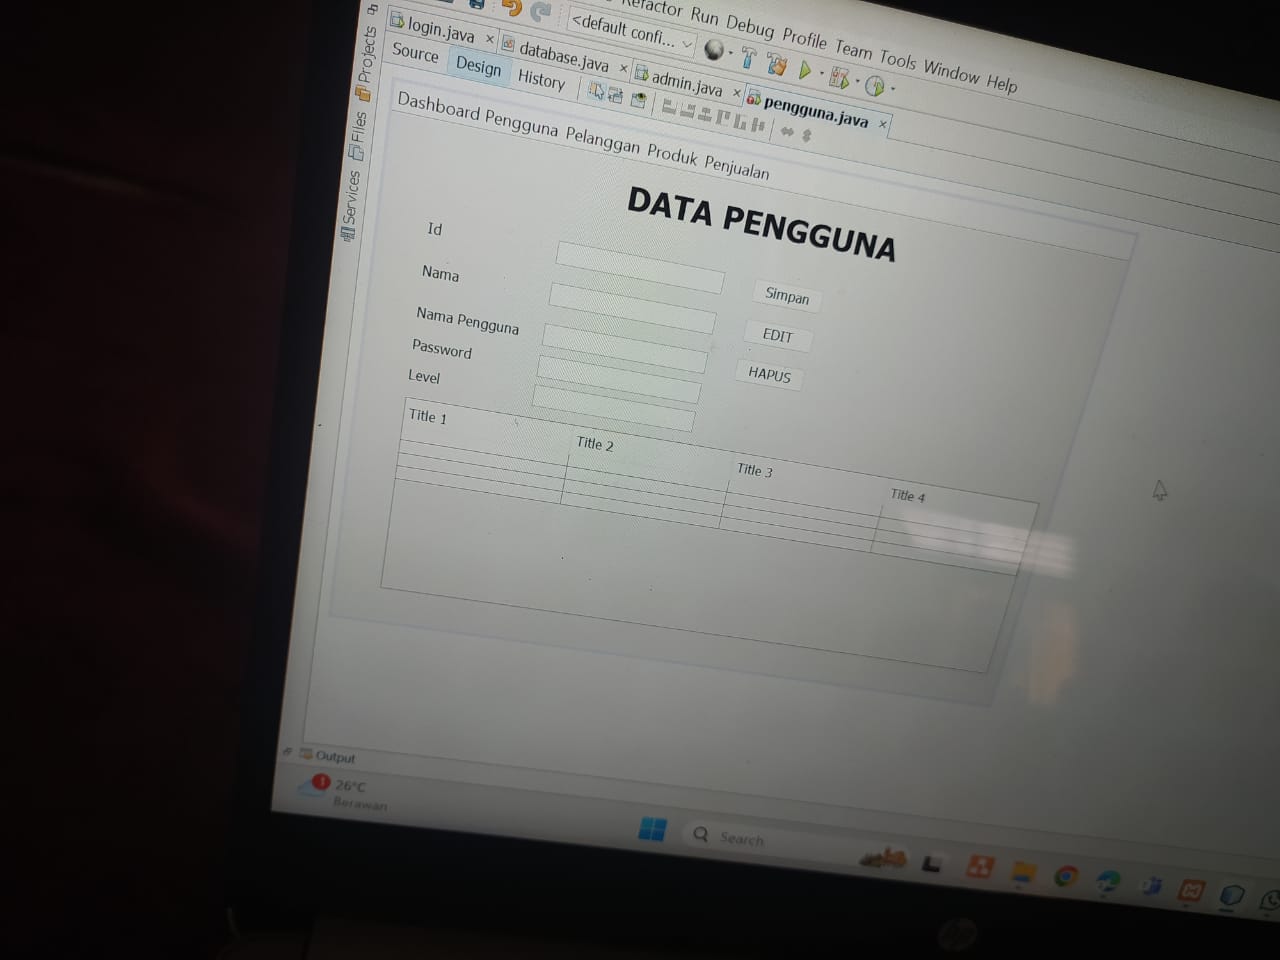 Refactor Run Debug Profile Team Tools Window Help
<default confi...
login.java × database.java × admin.java × pengguna.java ×
Source Design History
Projects
Files
Services
Dashboard Pengguna Pelanggan Produk Penjualan
DATA PENGGUNA
Id
Nama
Nama Pengguna
Password
Level
Simpan
EDIT
HAPUS
Title 1 Title 2 Title 3 Title 4
Output
1
26°C
Berawan
Search
hp